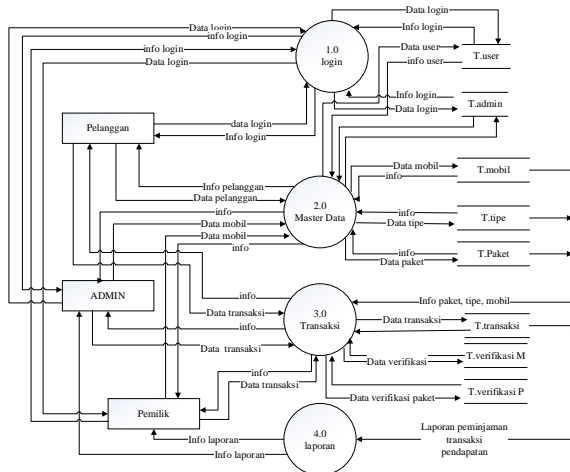 Data login
Data login
info login
Info login
info login
Data login
1.0
login
Data user
info user
T.user
Info login
Data login
T.admin
Pelanggan
data login
Info login
Info pelanggan
Data pelanggan
info
Data mobil
Data mobil
info
2.0
Master Data
Data mobil
info
T.mobil
info
Data tipe
T.tipe
info
Data paket
T.Paket
ADMIN
info
Data transaksi
info
Data transaksi
3.0
Transaksi
Info paket, tipe, mobil
Data transaksi
T.transaksi
Data verifikasi
T.verifikasi M
T.verifikasi P
Data verifikasi paket
info
Data transaksi
Pemilik
Info laporan
Info laporan
4.0
laporan
Laporan peminjaman
transaksi
pendapatan